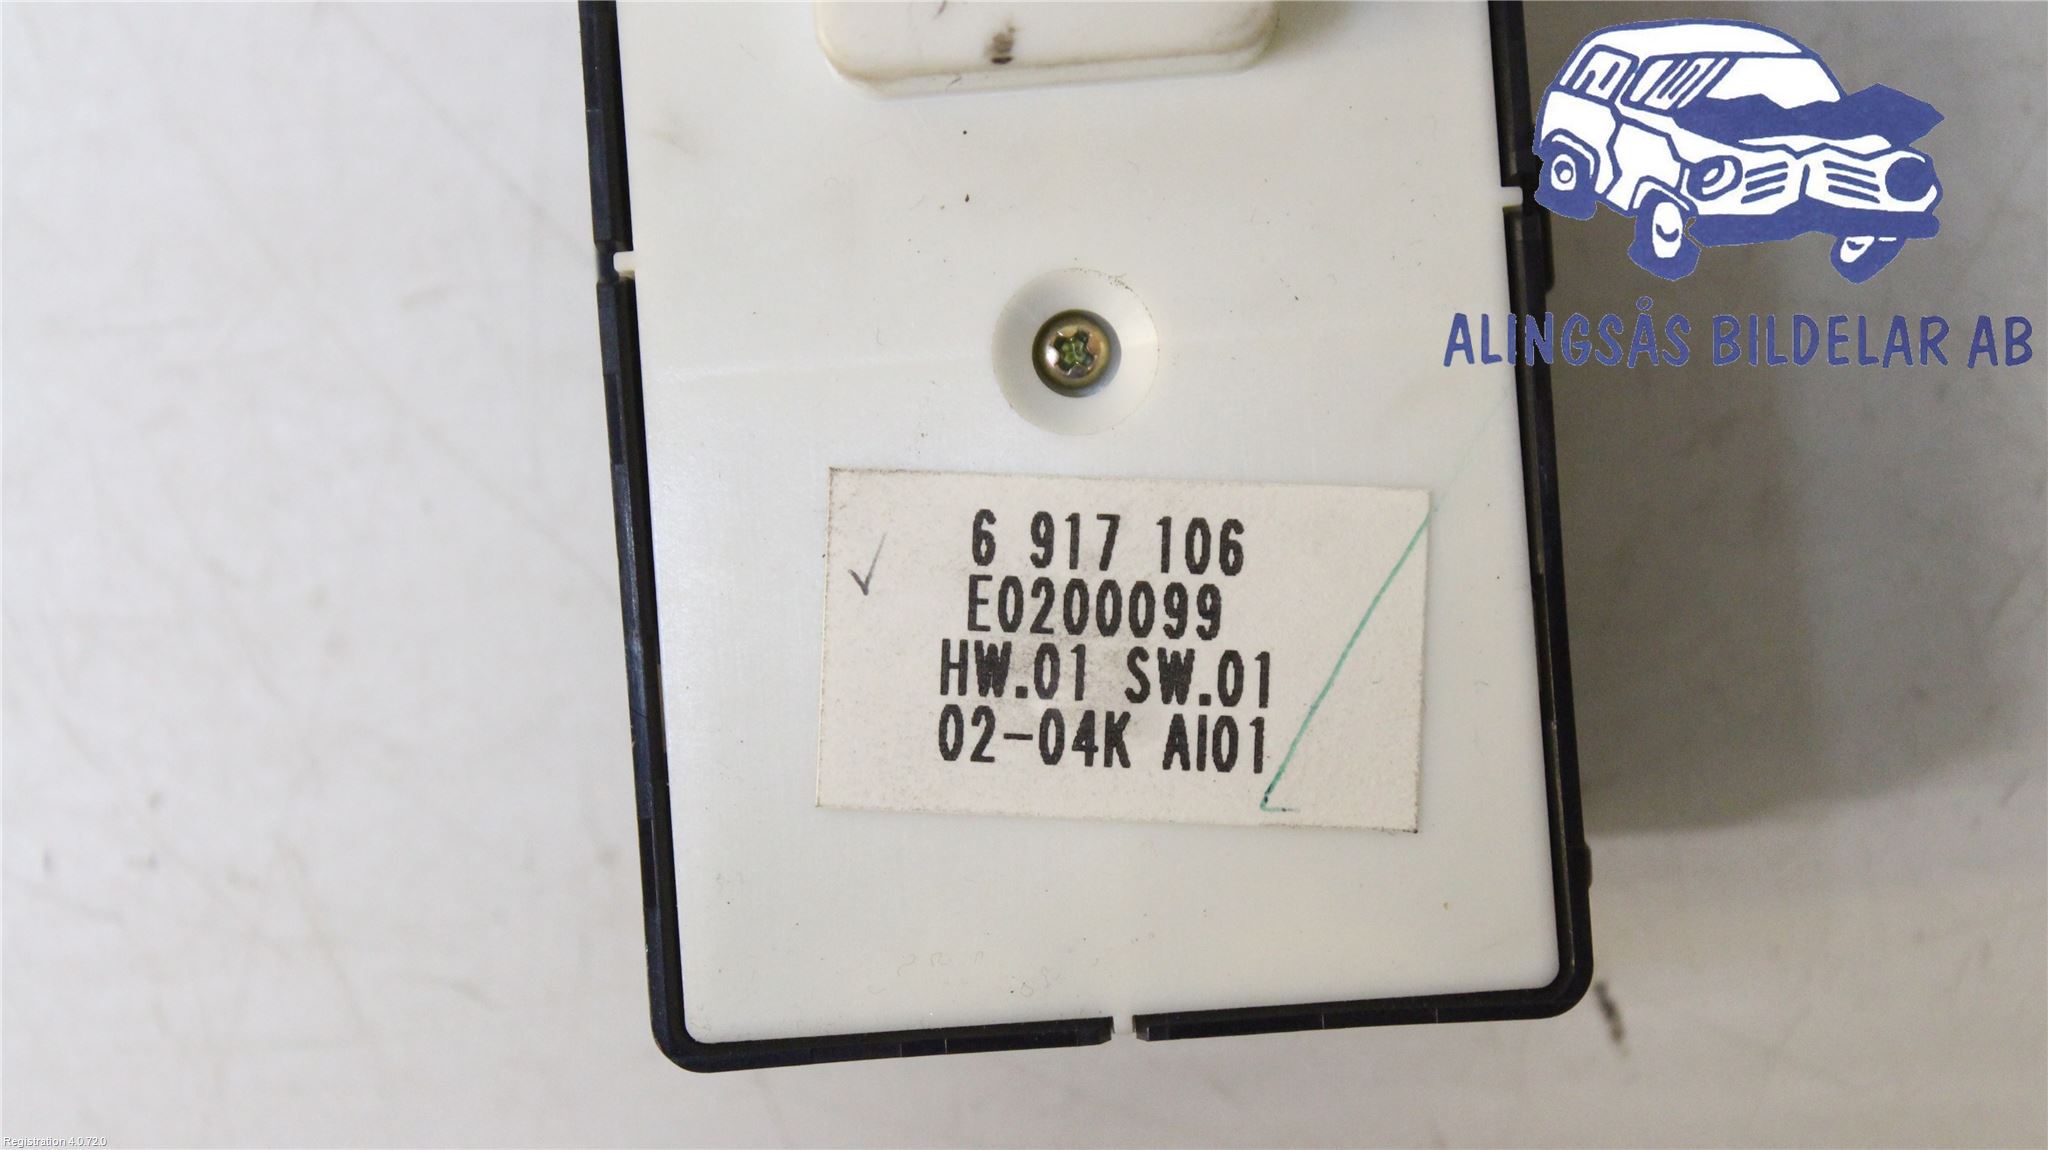 ALINGSÅS BILDELAR AB
6 917 106
E0200099
HW.01 SW.01
02-04K AI01
Registration 4.0.72.0